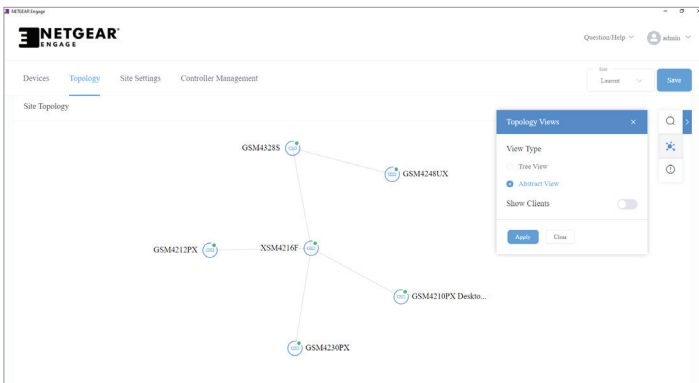 NETGEAR Engage
NETGEAR®
ENGAGE
Question/Help
admin
Devices
Topology
Site Settings
Controller Management
Site
Laurent
Save
Site Topology
Topology Views
View Type
Tree View
Abstract View
Show Clients
Apply
Clear
GSM4328S
GSM4248UX
GSM4212PX
XSM4216F
GSM4210PX Deskto...
GSM4230PX